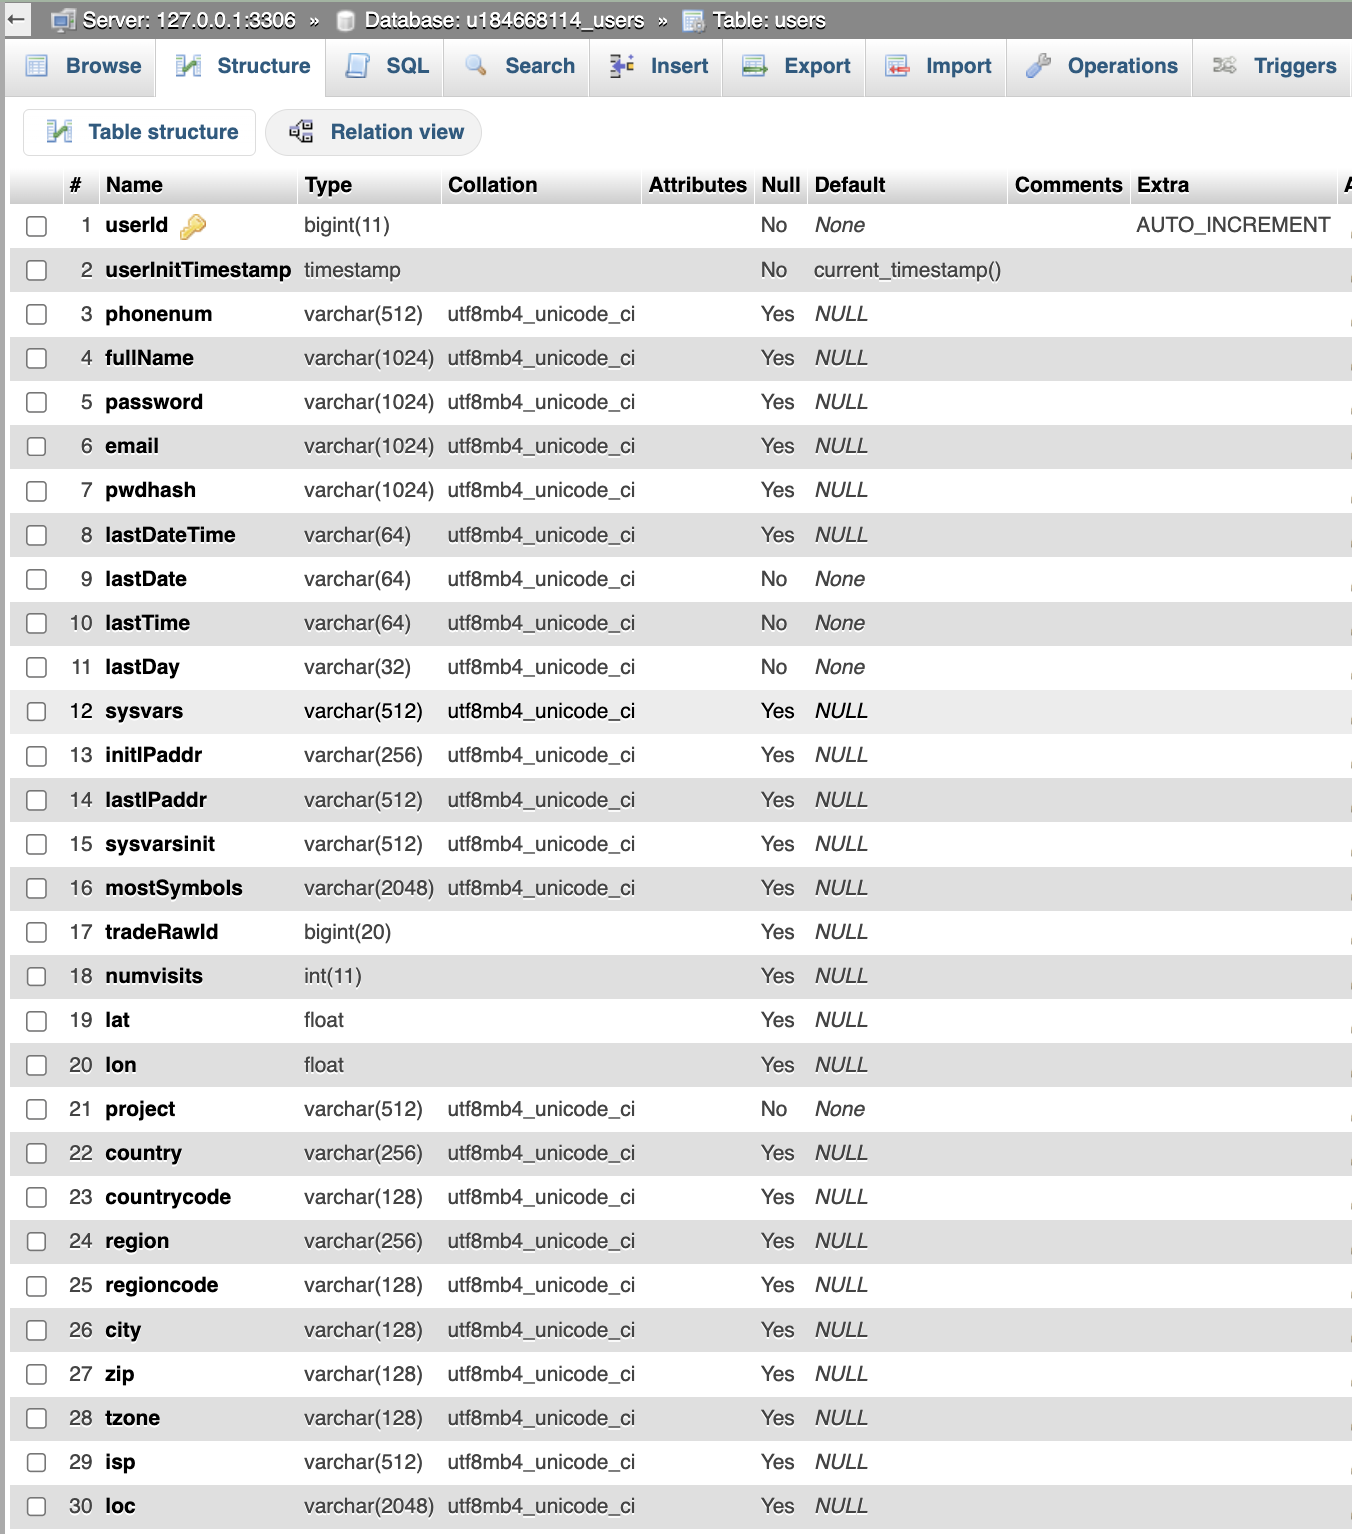 Server: 127.0.0.1:3306 » Database: u184668114_users » Table: users
Browse Structure SQL Search Insert Export Import Operations Triggers
Table structure Relation view
# Name Type Collation Attributes Null Default Comments Extra
1 userId bigint(11) No None AUTO_INCREMENT
2 userInitTimestamp timestamp No current_timestamp()
3 phonenum varchar(512) utf8mb4_unicode_ci Yes NULL
4 fullName varchar(1024) utf8mb4_unicode_ci Yes NULL
5 password varchar(1024) utf8mb4_unicode_ci Yes NULL
6 email varchar(1024) utf8mb4_unicode_ci Yes NULL
7 pwdhash varchar(1024) utf8mb4_unicode_ci Yes NULL
8 lastDateTime varchar(64) utf8mb4_unicode_ci Yes NULL
9 lastDate varchar(64) utf8mb4_unicode_ci No None
10 lastTime varchar(64) utf8mb4_unicode_ci No None
11 lastDay varchar(32) utf8mb4_unicode_ci No None
12 sysvars varchar(512) utf8mb4_unicode_ci Yes NULL
13 initIPaddr varchar(256) utf8mb4_unicode_ci Yes NULL
14 lastIPaddr varchar(512) utf8mb4_unicode_ci Yes NULL
15 sysvarsinit varchar(512) utf8mb4_unicode_ci Yes NULL
16 mostSymbols varchar(2048) utf8mb4_unicode_ci Yes NULL
17 tradeRawId bigint(20) Yes NULL
18 numvisits int(11) Yes NULL
19 lat float Yes NULL
20 lon float Yes NULL
21 project varchar(512) utf8mb4_unicode_ci No None
22 country varchar(256) utf8mb4_unicode_ci Yes NULL
23 countrycode varchar(128) utf8mb4_unicode_ci Yes NULL
24 region varchar(256) utf8mb4_unicode_ci Yes NULL
25 regioncode varchar(128) utf8mb4_unicode_ci Yes NULL
26 city varchar(128) utf8mb4_unicode_ci Yes NULL
27 zip varchar(128) utf8mb4_unicode_ci Yes NULL
28 tzone varchar(128) utf8mb4_unicode_ci Yes NULL
29 isp varchar(512) utf8mb4_unicode_ci Yes NULL
30 loc varchar(2048) utf8mb4_unicode_ci Yes NULL